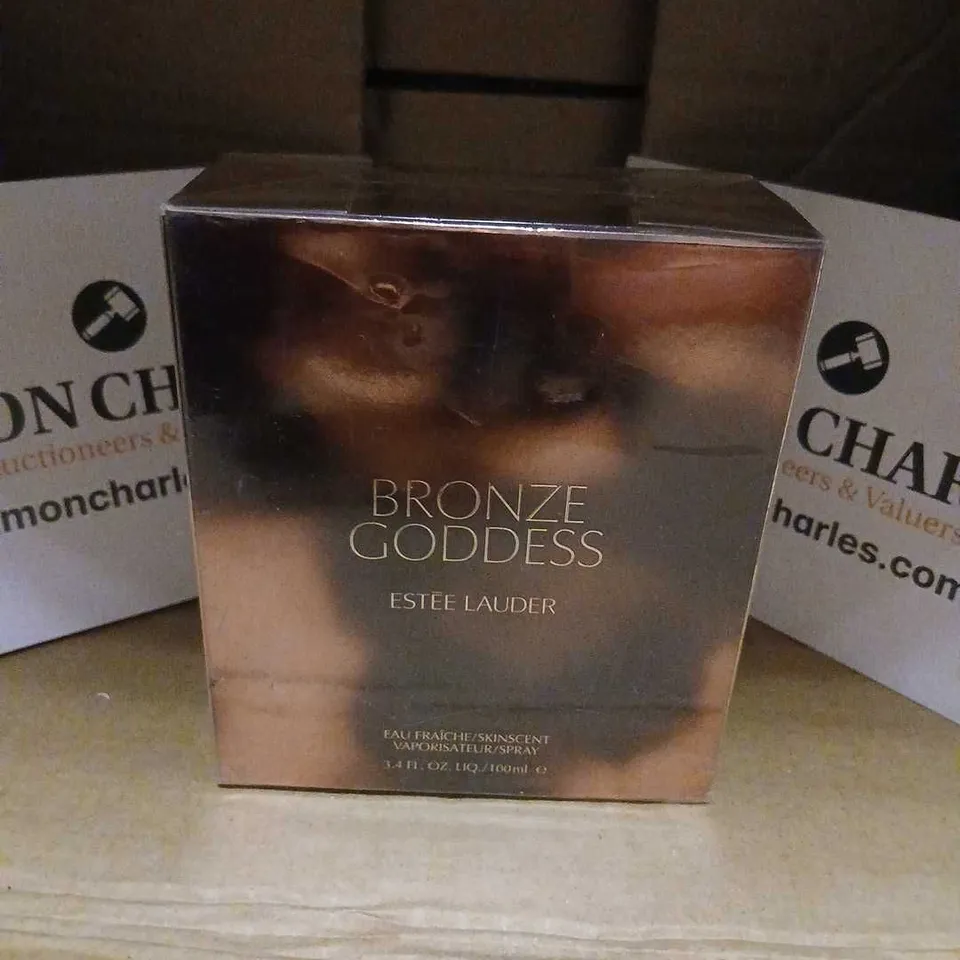 ON CH
uctioneers &
moncharl
BRONZE
GODDESS
ESTĒE LAUDER
EAU FRAÎCHE/SKINSCENT
VAPORISATEUR/SPRAY
3.4 FL. OZ. LIQ./100ml ℮
CHAR
eers & Valuers
harles.com